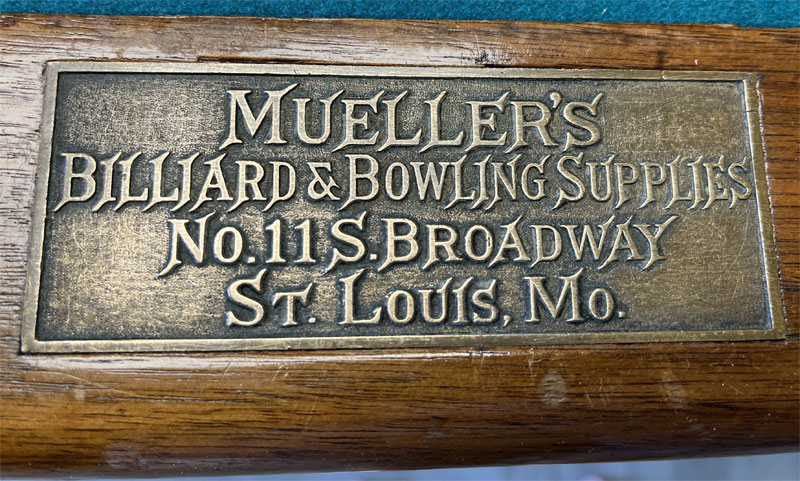 MUELLER'S
BILLIARD & BOWLING SUPPLIES
NO. 11 S. BROADWAY
ST. LOUIS, MO.